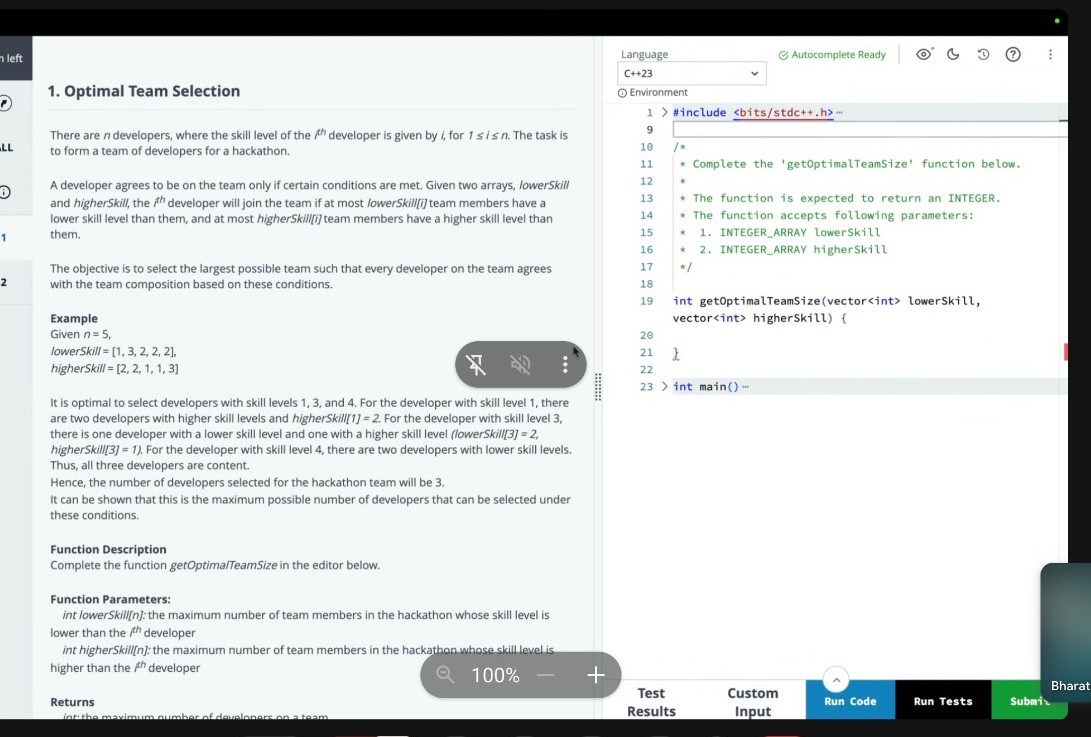 n left
Language
Autocomplete Ready
C++23
Environment
1. Optimal Team Selection
There are n developers, where the skill level of the ith developer is given by i, for 1 ≤ i ≤ n. The task is
to form a team of developers for a hackathon.
A developer agrees to be on the team only if certain conditions are met. Given two arrays, lowerSkill
and higherSkill, the ith developer will join the team if at most lowerSkill[i] team members have a
lower skill level than them, and at most higherSkill[i] team members have a higher skill level than
them.
The objective is to select the largest possible team such that every developer on the team agrees
with the team composition based on these conditions.
Example
Given n = 5,
lowerSkill = [1, 3, 2, 2, 2],
higherSkill = [2, 2, 1, 1, 3]
It is optimal to select developers with skill levels 1, 3, and 4. For the developer with skill level 1, there
are two developers with higher skill levels and higherSkill[1] = 2. For the developer with skill level 3,
there is one developer with a lower skill level and one with a higher skill level (lowerSkill[3] = 2,
higherSkill[3] = 1). For the developer with skill level 4, there are two developers with lower skill levels.
Thus, all three developers are content.
Hence, the number of developers selected for the hackathon team will be 3.
It can be shown that this is the maximum possible number of developers that can be selected under
these conditions.
Function Description
Complete the function getOptimalTeamSize in the editor below.
Function Parameters:
int lowerSkill[n]: the maximum number of team members in the hackathon whose skill level is
lower than the ith developer
int higherSkill[n]: the maximum number of team members in the hackathon whose skill level is
higher than the ith developer
Returns
int: the maximum number of developers on a team
LL
1
2
1 #include <bits/stdc++.h>
9
10 /*
11 * Complete the 'getOptimalTeamSize' function below.
12 *
13 * The function is expected to return an INTEGER.
14 * The function accepts following parameters:
15 * 1. INTEGER_ARRAY lowerSkill
16 * 2. INTEGER_ARRAY higherSkill
17 */
18
19 int getOptimalTeamSize(vector<int> lowerSkill,
vector<int> higherSkill) {
20
21 }
22
23 int main()
100%
Test
Results
Custom
Input
Run Code
Run Tests
Submit
Bharat